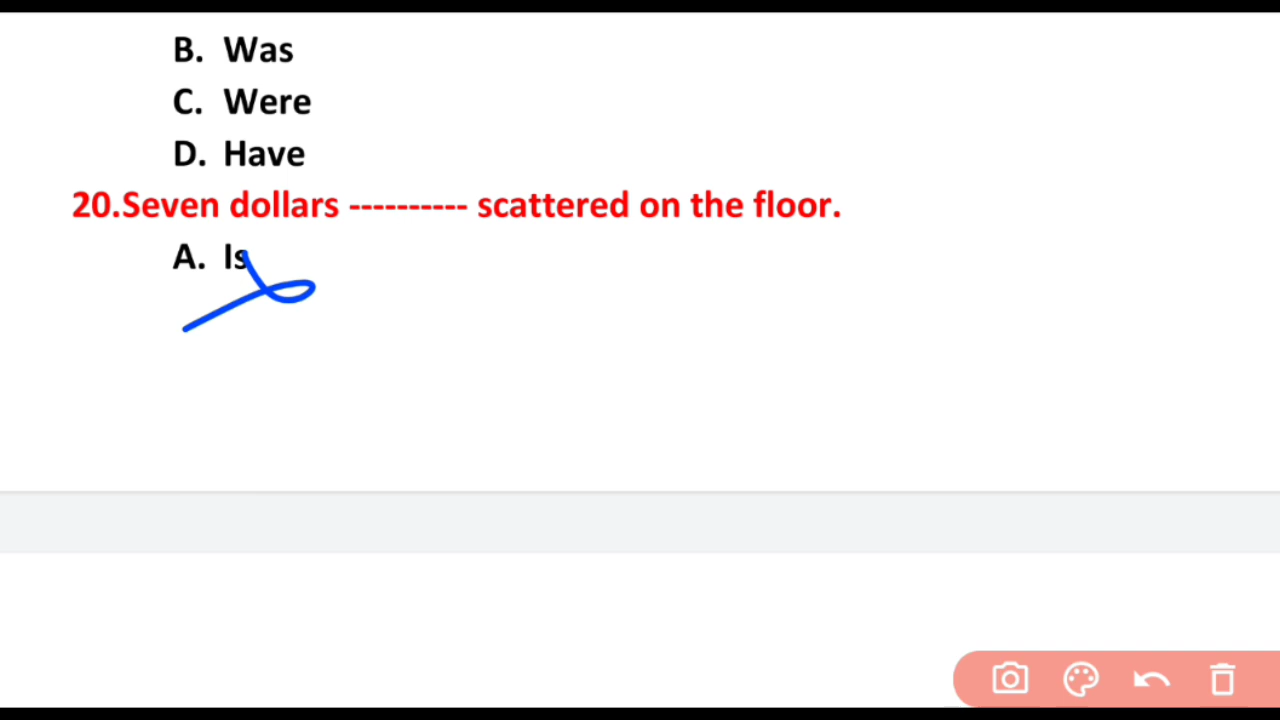 B. Was
C. Were
D. Have
20.Seven dollars ---------- scattered on the floor.
A. Is